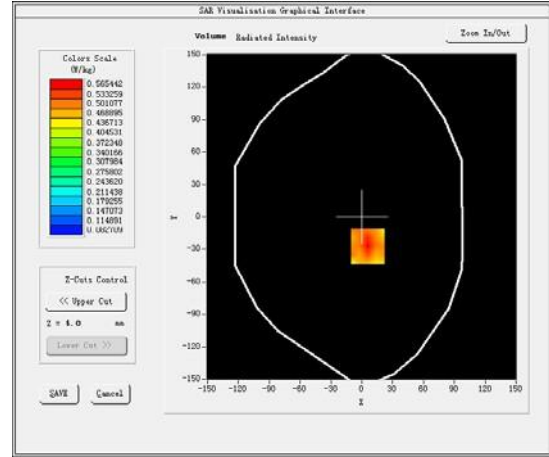 SAR Visualisation Graphical Interface
Volume Radiated Intensity
Zoom In/Out
Colors Scale
(W/kg)
0.565442
0.533259
0.501077
0.468895
0.436713
0.404531
0.372348
0.340166
0.307984
0.275802
0.243620
0.211438
0.179255
0.147073
0.114891
0.082709
150
120
90
60
30
0
-30
-60
-90
-120
-150
Y
-150 -120 -90 -60 -30 0 30 60 90 120 150
X
Z-Cuts Control
<< Upper Cut
Z = 4.0 mm
Lower Cut >>
SAVE Cancel